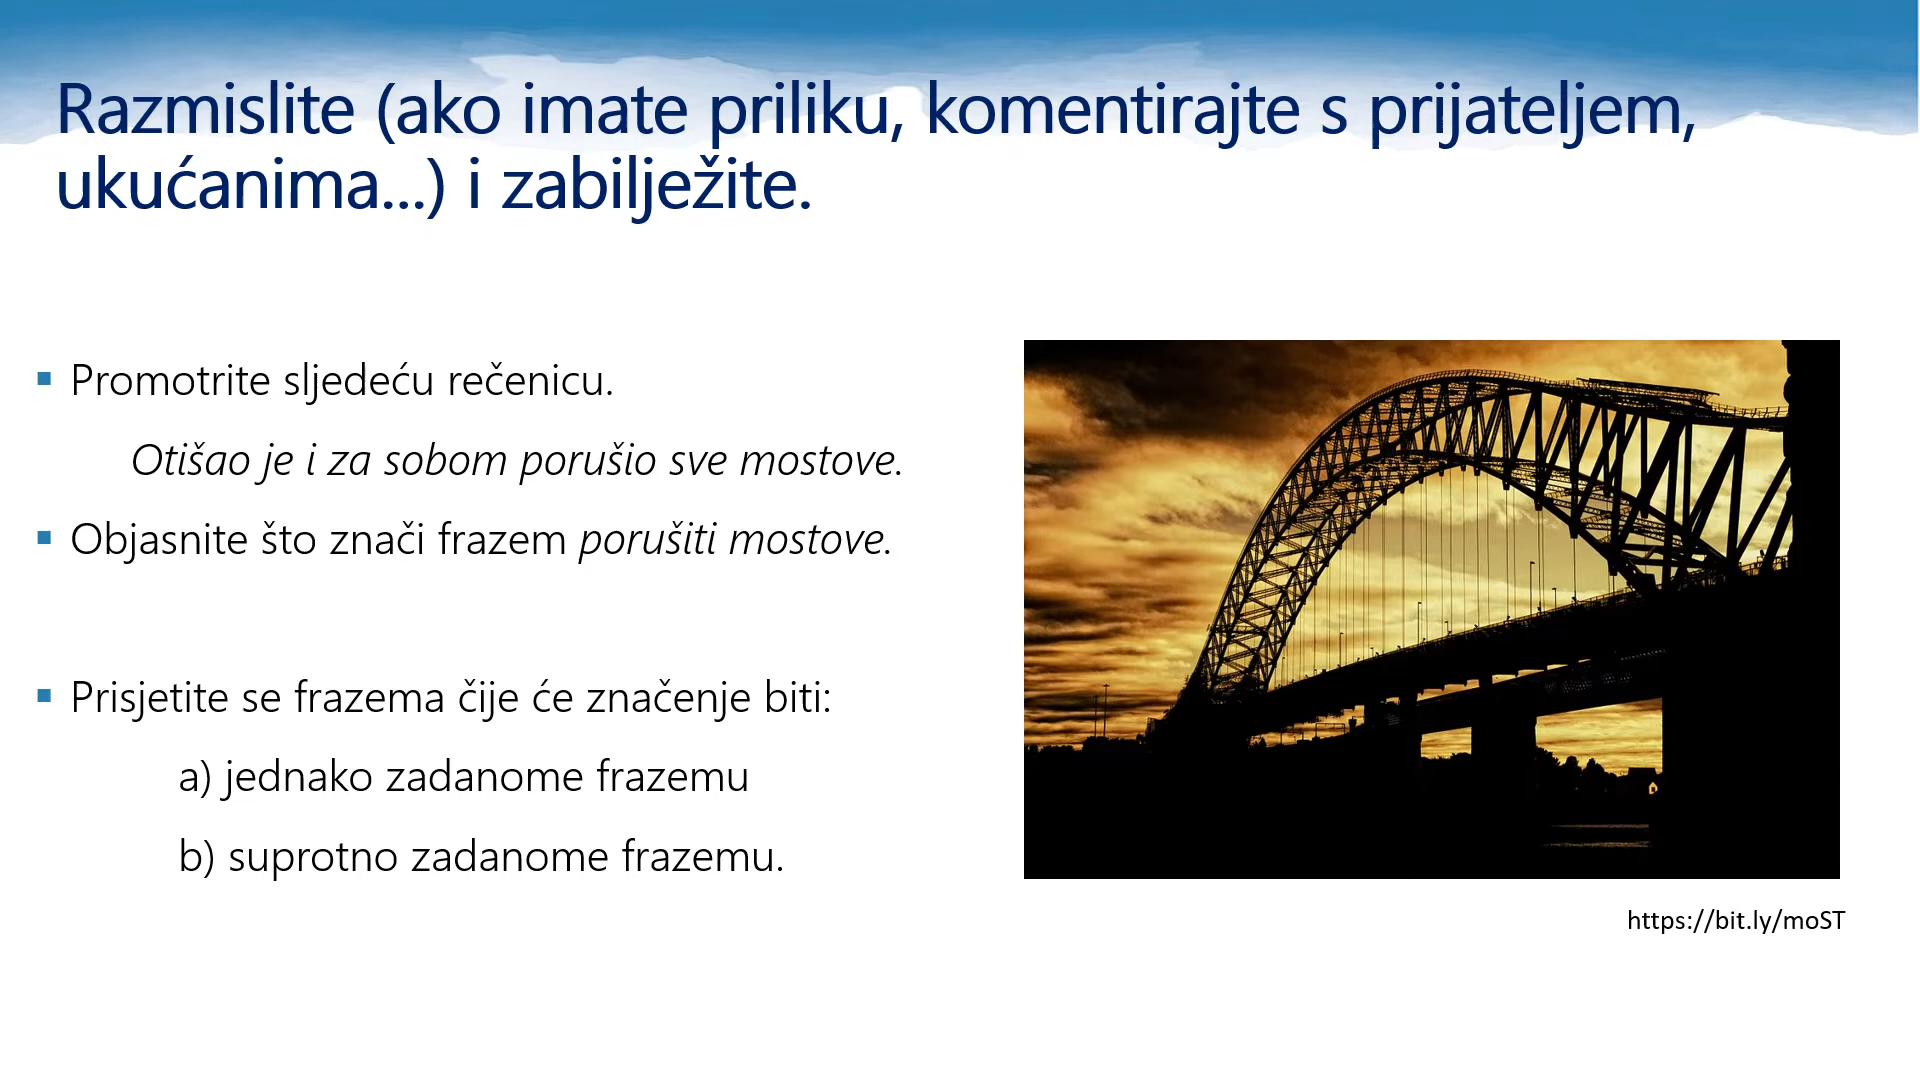 Razmislite (ako imate priliku, komentirajte s prijateljem,
ukućanima...) i zabilježite.
▪ Promotrite sljedeću rečenicu.
Otišao je i za sobom porušio sve mostove.
▪ Objasnite što znači frazem porušiti mostove.
▪ Prisjetite se frazema čije će značenje biti:
a) jednako zadanome frazemu
b) suprotno zadanome frazemu.
https://bit.ly/moST